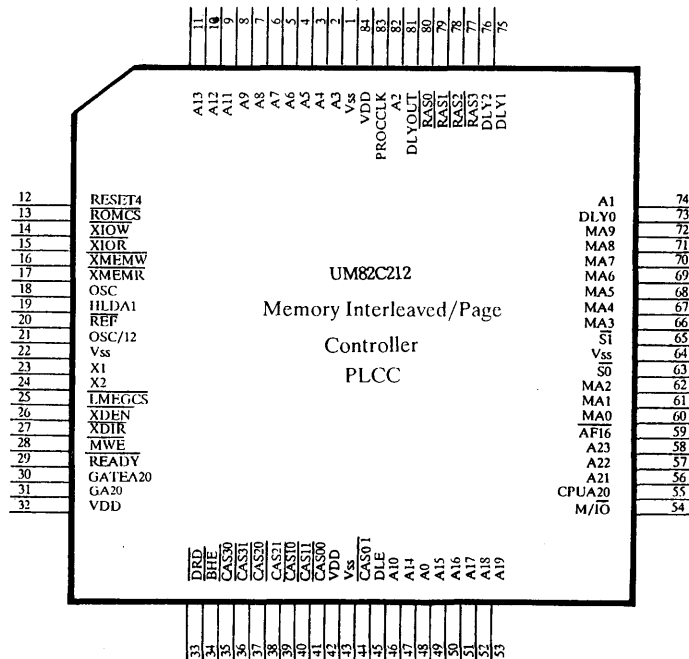 11 10 9 8 7 6 5 4 3 2 1 84 83 82 81 80 79 78 77 76 75
A13 A12 A11 A9 A8 A7 A6 A5 A4 A3 Vss VDD PROCCLK A2 DLYOUT RAS0 RAS1 RAS2 RAS3 DLY2 DLY1
12 RESET4
13 ROMCS
14 XIOW
15 XIOR
16 XMEMW
17 XMEMR
18 OSC
19 HLDA1
20 REF
21 OSC/12
22 Vss
23 X1
24 X2
25 LMEGCS
26 XDEN
27 XDIR
28 MWE
29 READY
30 GATEA20
31 GA20
32 VDD
UM82C212
Memory Interleaved/Page
Controller
PLCC
A1 74
DLY0 73
MA9 72
MA8 71
MA7 70
MA6 69
MA5 68
MA4 67
MA3 66
S1 65
Vss 64
S0 63
MA2 62
MA1 61
MA0 60
AF16 59
A23 58
A22 57
A21 56
CPUA20 55
M/IO 54
DRD BHE CAS30 CAS31 CAS20 CAS21 CAS10 CAS11 CAS00 VDD Vss CAS01 DLE A10 A14 A0 A15 A16 A17 A18 A19
33 34 35 36 37 38 39 40 41 42 43 44 45 46 47 48 49 50 51 52 53